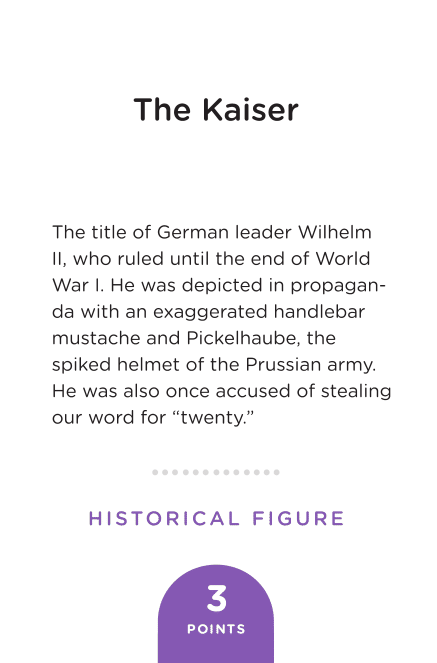 The Kaiser
The title of German leader Wilhelm
II, who ruled until the end of World
War I. He was depicted in propagan-
da with an exaggerated handlebar
mustache and Pickelhaube, the
spiked helmet of the Prussian army.
He was also once accused of stealing
our word for “twenty.”
HISTORICAL FIGURE
3
POINTS